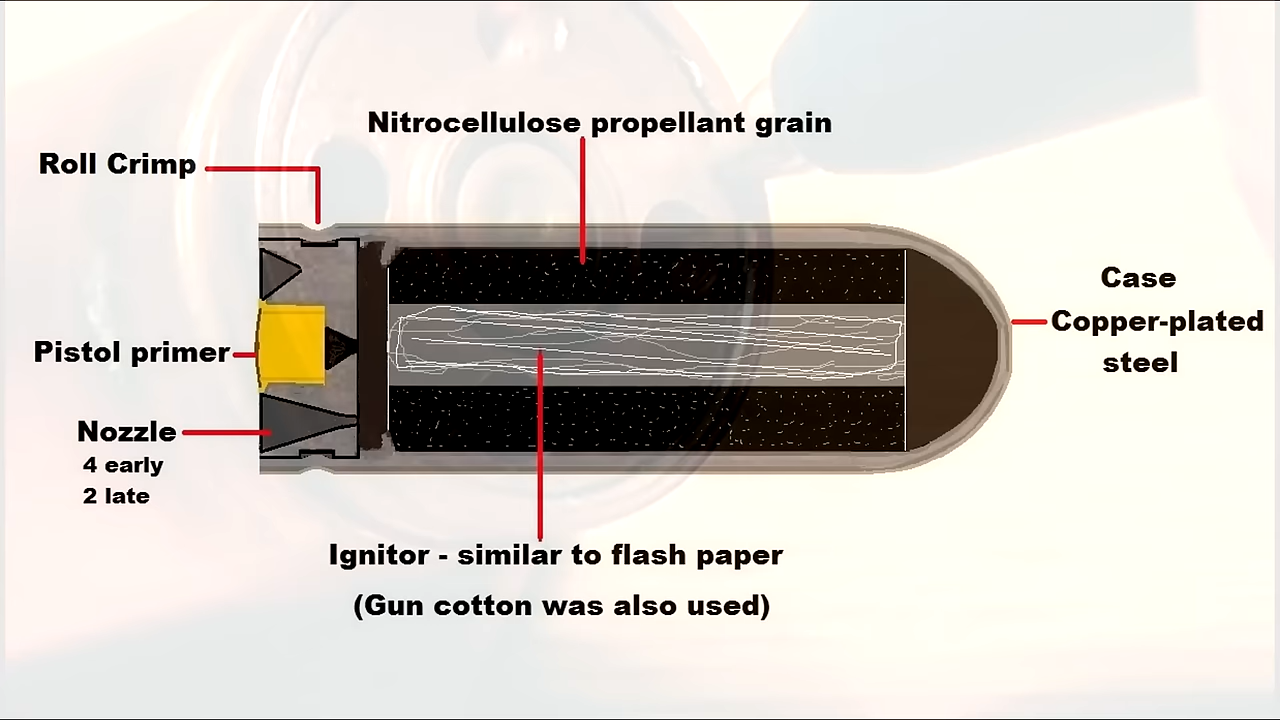 Nitrocellulose propellant grain
Roll Crimp
Case
Copper-plated
steel
Pistol primer
Nozzle
4 early
2 late
Ignitor - similar to flash paper
(Gun cotton was also used)